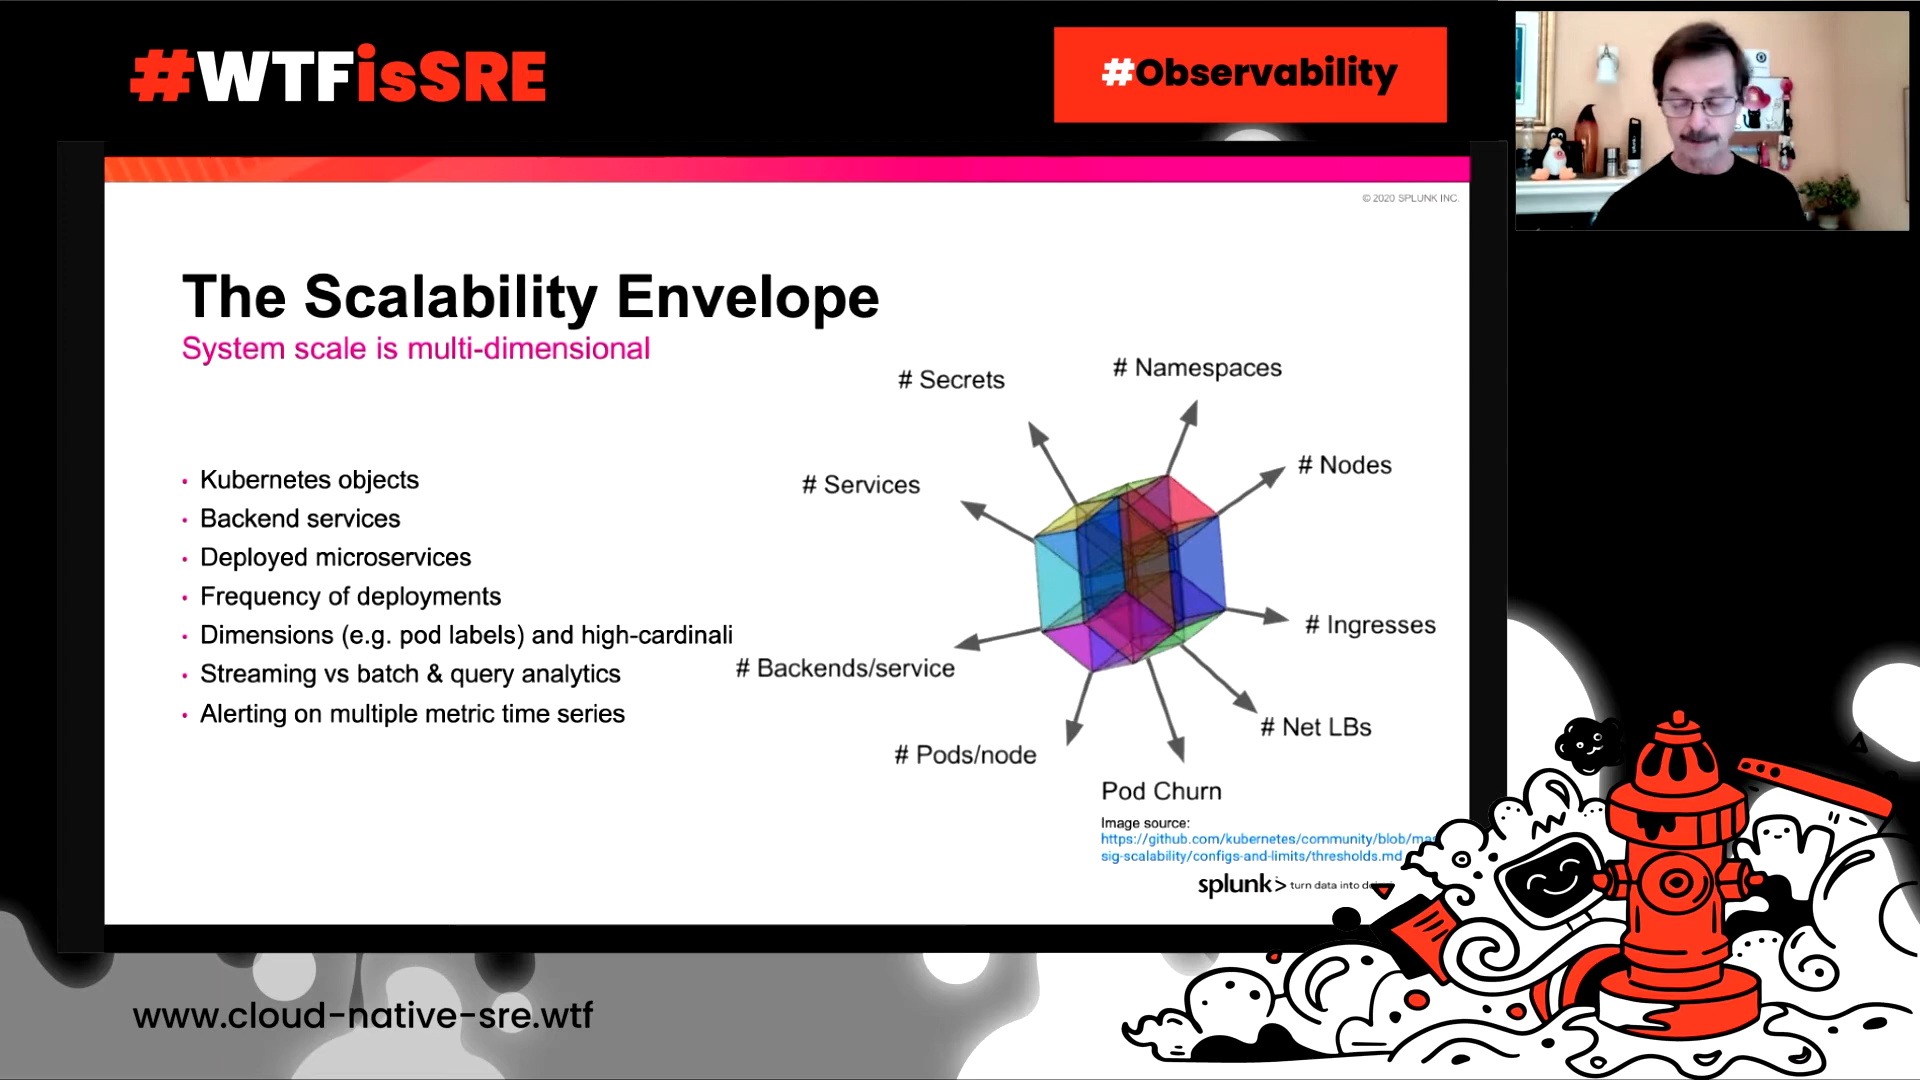 #WTFisSRE
#Observability
© 2020 SPLUNK INC.
The Scalability Envelope
System scale is multi-dimensional
# Secrets
# Namespaces
# Services
# Nodes
# Ingresses
# Backends/service
# Net LBs
# Pods/node
Pod Churn
• Kubernetes objects
• Backend services
• Deployed microservices
• Frequency of deployments
• Dimensions (e.g. pod labels) and high-cardinali
• Streaming vs batch & query analytics
• Alerting on multiple metric time series
Image source:
https://github.com/kubernetes/community/blob/mas
sig-scalability/configs-and-limits/thresholds.md
splunk> turn data into
www.cloud-native-sre.wtf